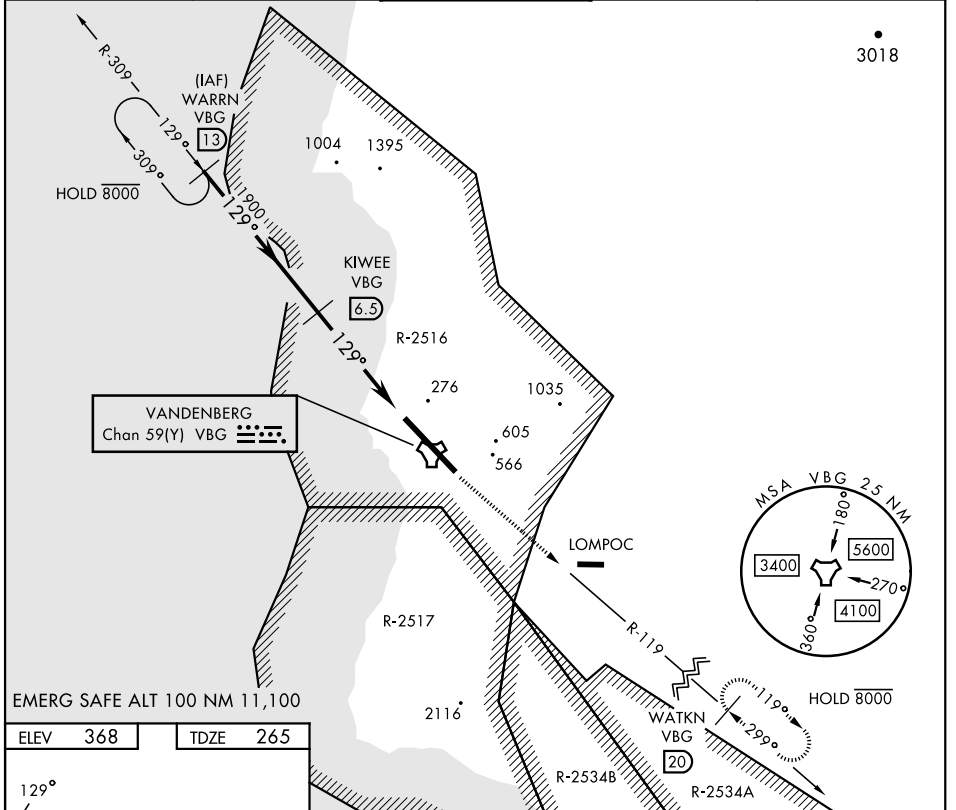 3018
R-309
(IAF)
WARRN
VBG
13
129°
309°
HOLD 8000
1004
1395
1900
129°
KIWEE
VBG
6.5
R-2516
129°
276
1035
VANDENBERG
Chan 59(Y) VBG
605
566
MSA VBG 25 NM
180°
3400
5600
270°
4100
360°
LOMPOC
R-2517
R-119
HOLD 8000
119°
299°
WATKN
VBG
20
2116
EMERG SAFE ALT 100 NM 11,100
ELEV 368
TDZE 265
R-2534B
R-2534A
129°